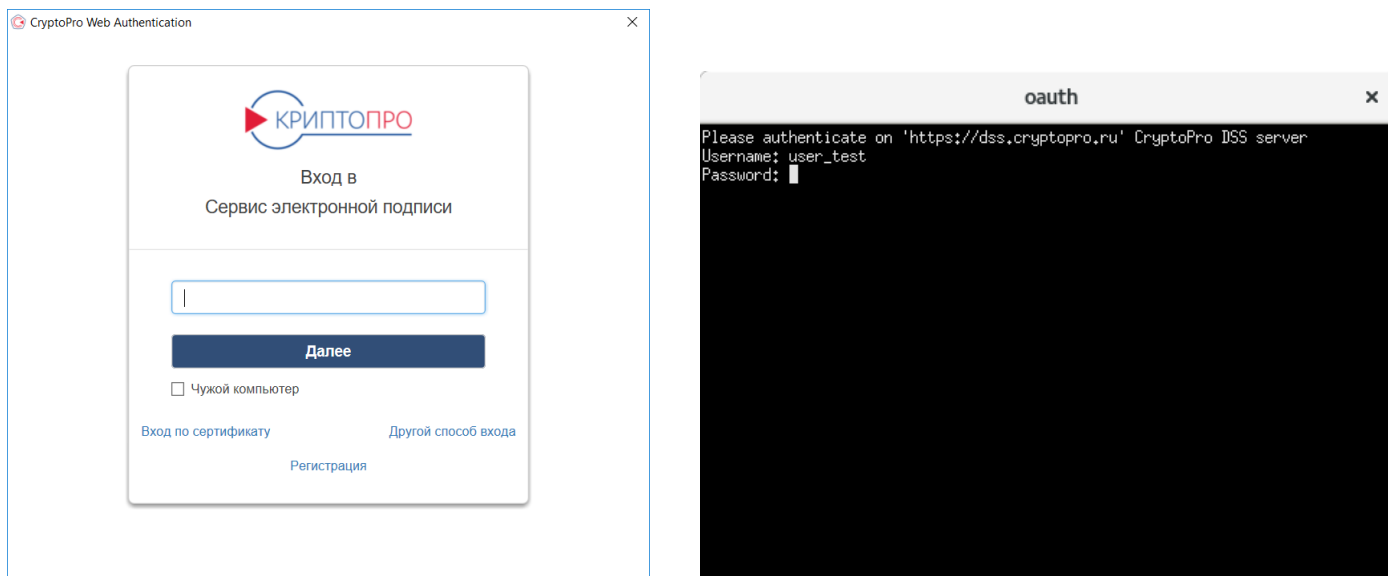 CryptoPro Web Authentication
КРИПТОПРО
Вход в
Сервис электронной подписи
Далее
Чужой компьютер
Вход по сертификату
Другой способ входа
Регистрация
oauth
Please authenticate on 'https://dss.cryptopro.ru' CryptoPro DSS server
Username: user_test
Password: